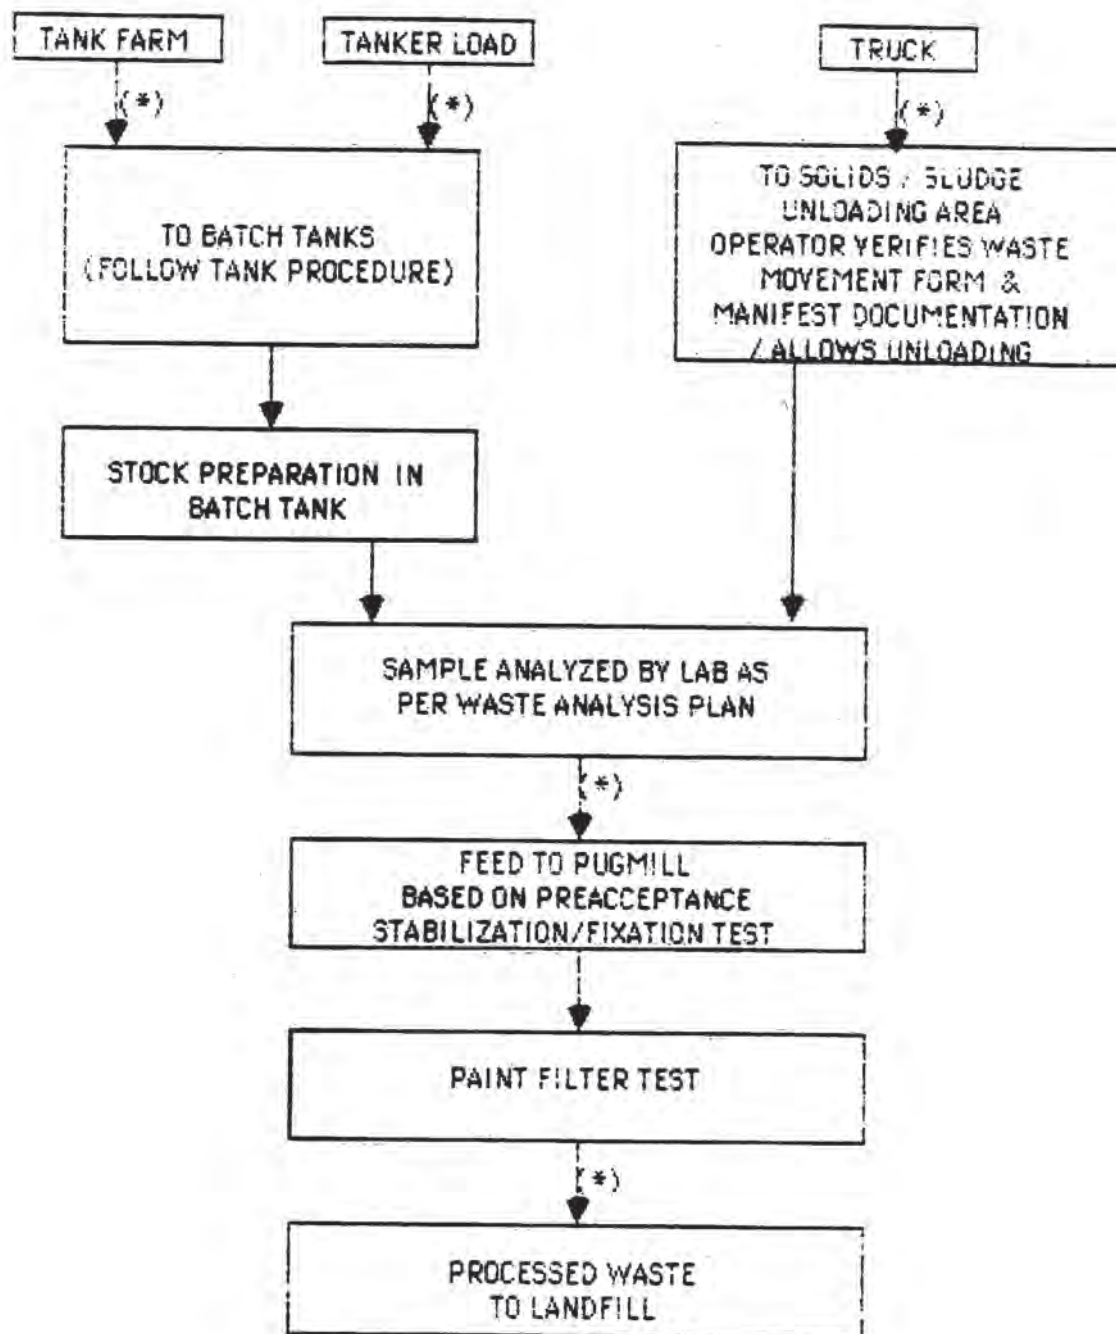 TANK FARM
TANKER LOAD
TRUCK
(*)
(*)
(*)
TO BATCH TANKS
(FOLLOW TANK PROCEDURE)
TO SOLIDS / SLUDGE
UNLOADING AREA
OPERATOR VERIFIES WASTE
MOVEMENT FORM &
MANIFEST DOCUMENTATION
/ ALLOWS UNLOADING
STOCK PREPARATION IN
BATCH TANK
SAMPLE ANALYZED BY LAB AS
PER WASTE ANALYSIS PLAN
(*)
FEED TO PUGMILL
BASED ON PREACCEPTANCE
STABILIZATION/FIXATION TEST
PAINT FILTER TEST
(*)
PROCESSED WASTE
TO LANDFILL